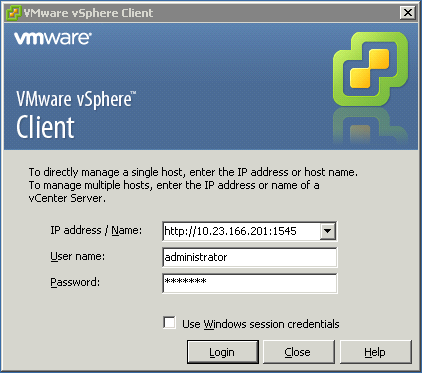 VMware vSphere Client
vmware
VMware vSphere™
Client
To directly manage a single host, enter the IP address or host name.
To manage multiple hosts, enter the IP address or name of a
vCenter Server.
IP address / Name: http://10.23.166.201:1545
User name: administrator
Password: *******
Use Windows session credentials
Login Close Help